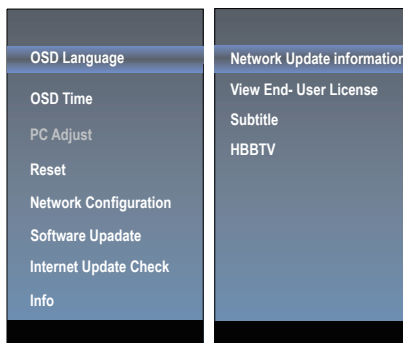 OSD Language
OSD Time
PC Adjust
Reset
Network Configuration
Software Upadate
Internet Update Check
Info
Network Update information
View End- User License
Subtitle
HBBTV